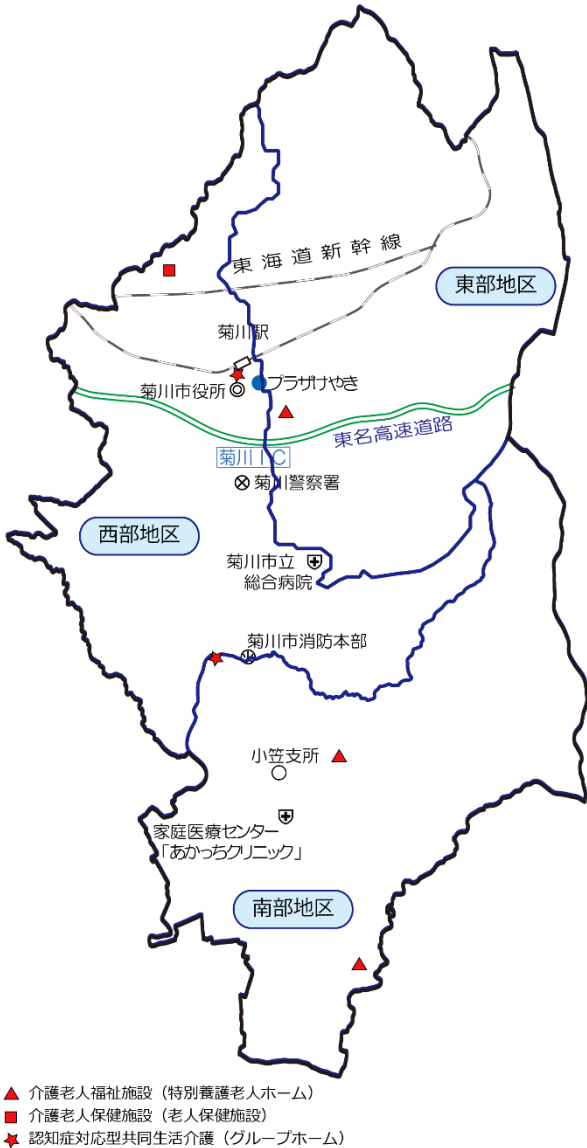 東海道新幹線
東部地区
菊川駅
菊川市役所
プラザけやき
東名高速道路
菊川IC
菊川警察署
西部地区
菊川市立
総合病院
菊川市消防本部
小笠支所
家庭医療センター
「あかっちクリニック」
南部地区
介護老人福祉施設（特別養護老人ホーム）
介護老人保健施設（老人保健施設）
認知症対応型共同生活介護（グループホーム）